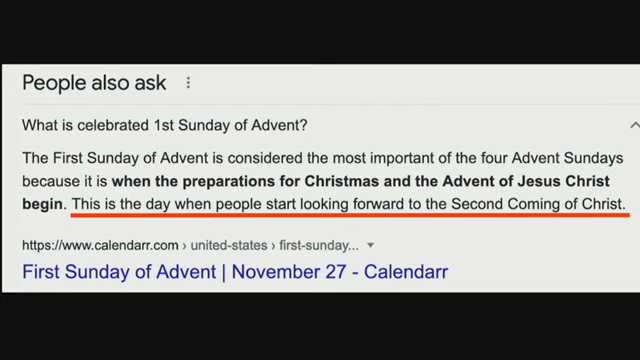 People also ask
What is celebrated 1st Sunday of Advent?
The First Sunday of Advent is considered the most important of the four Advent Sundays
because it is when the preparations for Christmas and the Advent of Jesus Christ
begin. This is the day when people start looking forward to the Second Coming of Christ.
https://www.calendarr.com › united-states › first-sunday...
First Sunday of Advent | November 27 - Calendarr